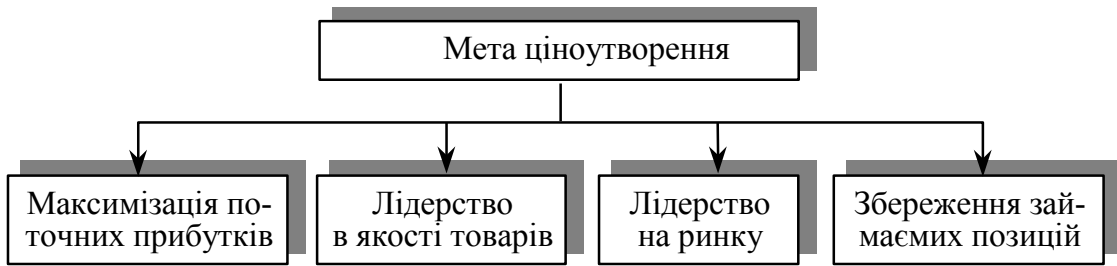 Мета ціноутворення
Максимізація по-
точних прибутків
Лідерство
в якості товарів
Лідерство
на ринку
Збереження зай-
маємих позицій